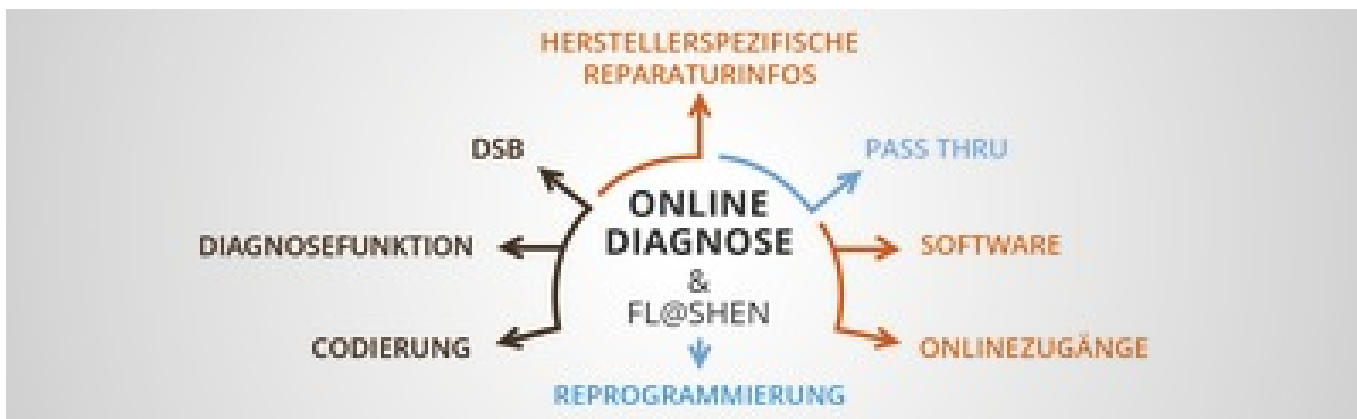 HERSTELLERSPEZIFISCHE
REPARATURINFOS
DSB
PASS THRU
ONLINE
DIAGNOSE
DIAGNOSEFUNKTION
SOFTWARE
&
FL@SHEN
CODIERUNG
ONLINEZUGÄNGE
REPROGRAMMIERUNG